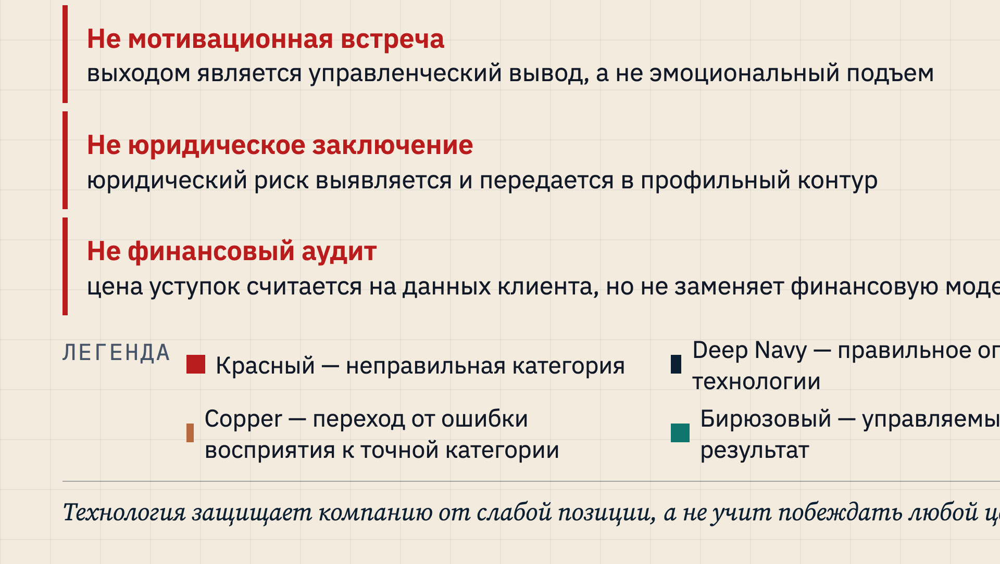 Не мотивационная встреча
выходом является управленческий вывод, а не эмоциональный подъем
Не юридическое заключение
юридический риск выявляется и передается в профильный контур
Не финансовый аудит
цена уступок считается на данных клиента, но не заменяет финансовую
ЛЕГЕНДА
Красный — неправильная категория
Deep Navy — правильное
технологии
Copper — переход от ошибки
восприятия к точной категории
Бирюзовый —
результат
Технология защищает компанию от слабой позиции, а не учит побеждать любой